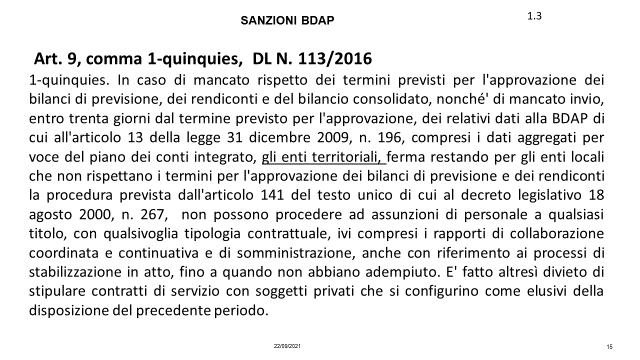 SANZIONI BDAP
1.3
Art. 9, comma 1-quinquies, DL N. 113/2016
1-quinquies. In caso di mancato rispetto dei termini previsti per l'approvazione dei
bilanci di previsione, dei rendiconti e del bilancio consolidato, nonché' di mancato invio,
entro trenta giorni dal termine previsto per l'approvazione, dei relativi dati alla BDAP di
cui all'articolo 13 della legge 31 dicembre 2009, n. 196, compresi i dati aggregati per
voce del piano dei conti integrato, gli enti territoriali, ferma restando per gli enti locali
che non rispettano i termini per l'approvazione dei bilanci di previsione e dei rendiconti
la procedura prevista dall'articolo 141 del testo unico di cui al decreto legislativo 18
agosto 2000, n. 267, non possono procedere ad assunzioni di personale a qualsiasi
titolo, con qualsivoglia tipologia contrattuale, ivi compresi i rapporti di collaborazione
coordinata e continuativa e di somministrazione, anche con riferimento ai processi di
stabilizzazione in atto, fino a quando non abbiano adempiuto. E' fatto altresì divieto di
stipulare contratti di servizio con soggetti privati che si configurino come elusivi della
disposizione del precedente periodo.
22/09/2021
15